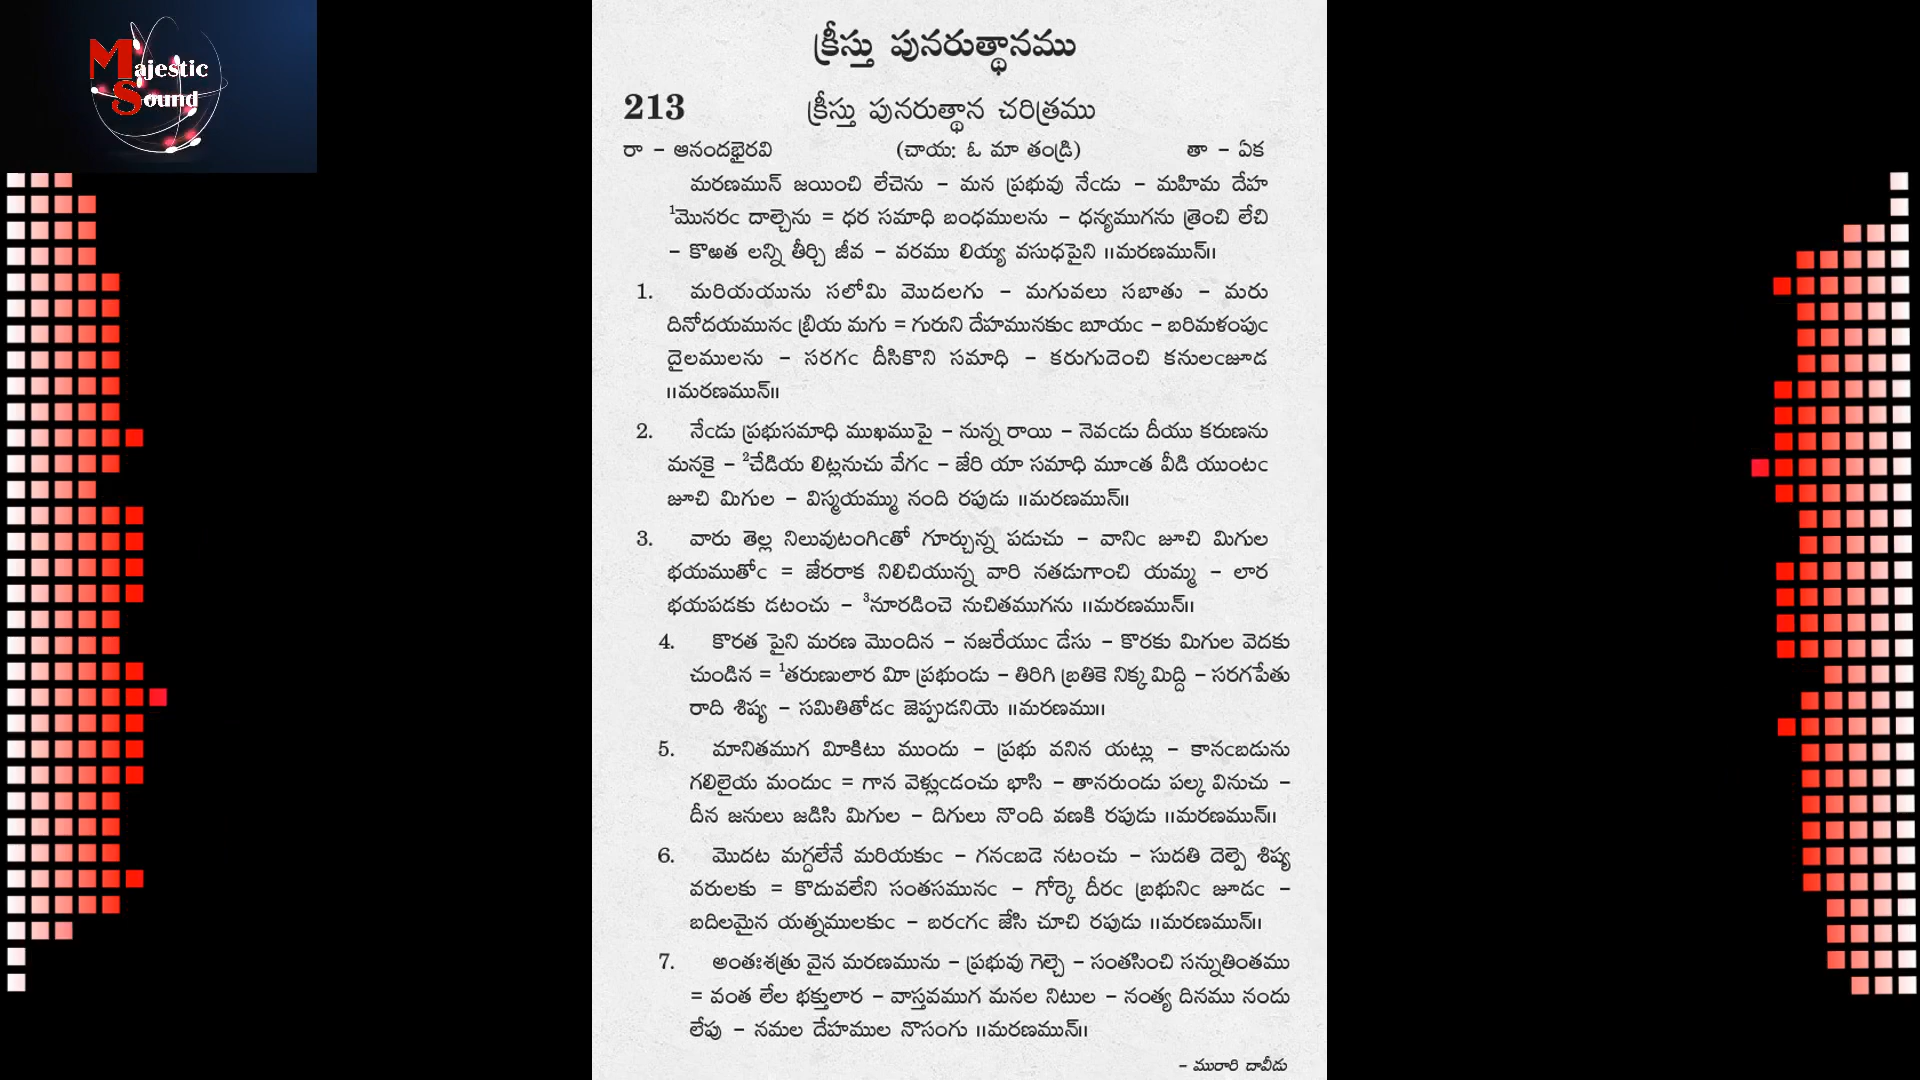 Majestic
Sound
క్రీస్తు పునరుత్థానము
213 క్రీస్తు పునరుత్థాన చరిత్రము
రా – ఆనందభైరవి (చాయ: ఓ మా తండ్రి) తా – ఏక
మరణమున్ జయించి లేచెను – మన ప్రభువు నేఁడు – మహిమ దేహ
¹మొనరఁ దాల్చెను = ధర సమాధి బంధములను – ధన్యముగను త్రెంచి లేచి
– కొఱత లన్ని తీర్చి జీవ – వరము లియ్య వసుధపైని ॥మరణమున్॥
1. మరియయును సలోమి మొదలగు – మగువలు సబాతు – మరు
దినోదయమునఁ బ్రియ మగు = గురుని దేహమునకుఁ బూయఁ – బరిమళంపుఁ
దైలములను – సరగఁ దీసికొని సమాధి – కరుగుదెంచి కనులఁజూడ
॥మరణమున్॥
2. నేఁడు ప్రభుసమాధి ముఖముపై – నున్న రాయి – నెవఁడు దీయు కరుణను
మనకై – ²చేడియ లిట్లనుచు వేగఁ – జేరి యా సమాధి మూఁత వీడి యుంటఁ
జూచి మిగుల – విస్మయమ్ము నంది రపుడు ॥మరణమున్॥
3. వారు తెల్ల నిలువుటంగిఁతో గూర్చున్న పడుచు – వానిఁ జూచి మిగుల
భయముతోఁ = జేరరాక నిలిచియున్న వారి నతడుగాంచి యమ్మ – లార
భయపడకు డటంచు – ³నూరడించె నుచితముగను ॥మరణమున్॥
4. కొరత పైని మరణ మొందిన – నజరేయుఁ డేసు – కొరకు మిగుల వెదకు
చుండిన = ¹తరుణులార మీ ప్రభుండు – తిరిగి బ్రతికె నిక్క మిద్ది – సరగపేతు
రాది శిష్య – సమితితోడఁ జెప్పుడనియె ॥మరణము॥
5. మానితముగ మీకిటు ముందు – ప్రభు వనిన యట్లు – కానఁబడును
గలిలైయ మందుఁ = గాన వెళ్లుఁడంచు భాసి – తానరుండు పల్క వినుచు –
దీన జనులు జడిసి మిగుల – దిగులు నొంది వణకి రపుడు ॥మరణమున్॥
6. మొదట మగ్దలేనే మరియకుఁ – గనఁబడె నటంచు – సుదతి దెల్పె శిష్య
వరులకు = కొదువలేని సంతసమునఁ – గోర్కె దీరఁ బ్రభునిఁ జూడఁ –
బదిలమైన యత్నములకుఁ – బరఁగఁ జేసి చూచి రపుడు ॥మరణమున్॥
7. అంతఃశత్రు వైన మరణమును – ప్రభువు గెల్చె – సంతసించి సన్నుతింతము
= వంత లేల భక్తులార – వాస్తవముగ మనల నిటుల – నంత్య దినము నందు
లేపు – నమల దేహముల నొసంగు ॥మరణమున్॥
– మురారి దావీదు